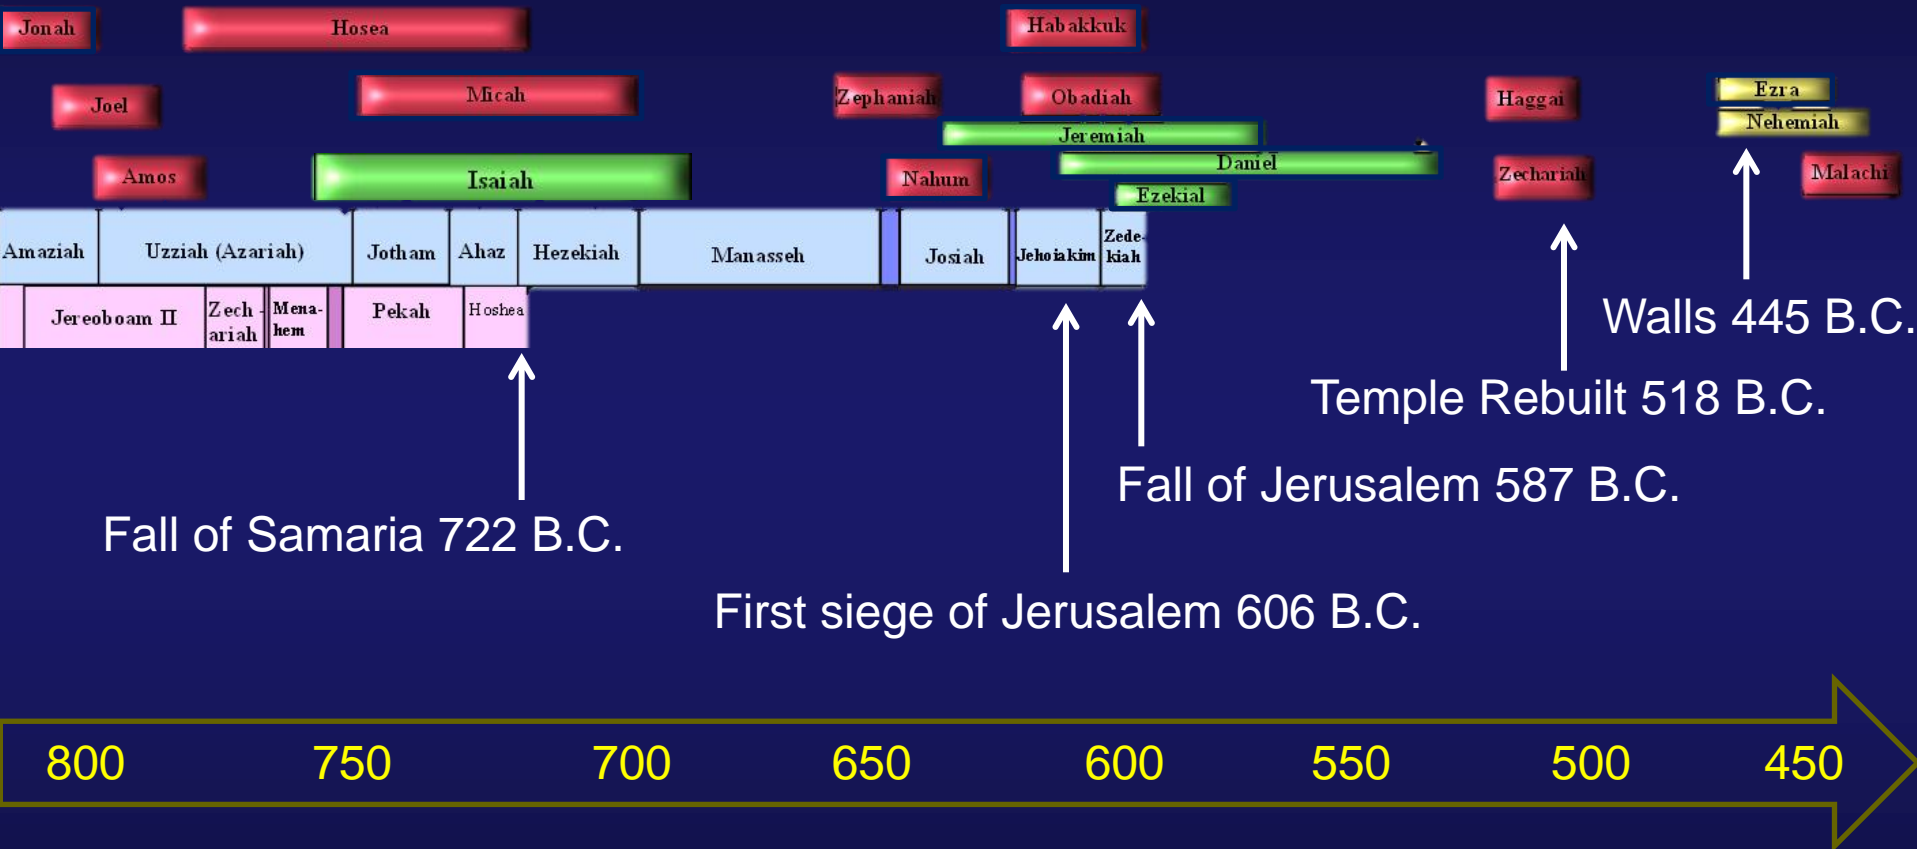 Jonah
Hosea
Habakkuk
Joel
Micah
Zephaniah
Obadiah
Haggai
Ezra
Nehemiah
Jeremiah
Daniel
Amos
Isaiah
Nahum
Ezekial
Zechariah
Malachi
Amaziah
Uzziah (Azariah)
Jotham
Ahaz
Hezekiah
Manasseh
Josiah
Jehoiakim
Zede-
kiah
Jereoboam II
Zech-
ariah
Mena-
hem
Pekah
Hoshea
Walls 445 B.C.
Temple Rebuilt 518 B.C.
Fall of Jerusalem 587 B.C.
Fall of Samaria 722 B.C.
First siege of Jerusalem 606 B.C.
800 750 700 650 600 550 500 450